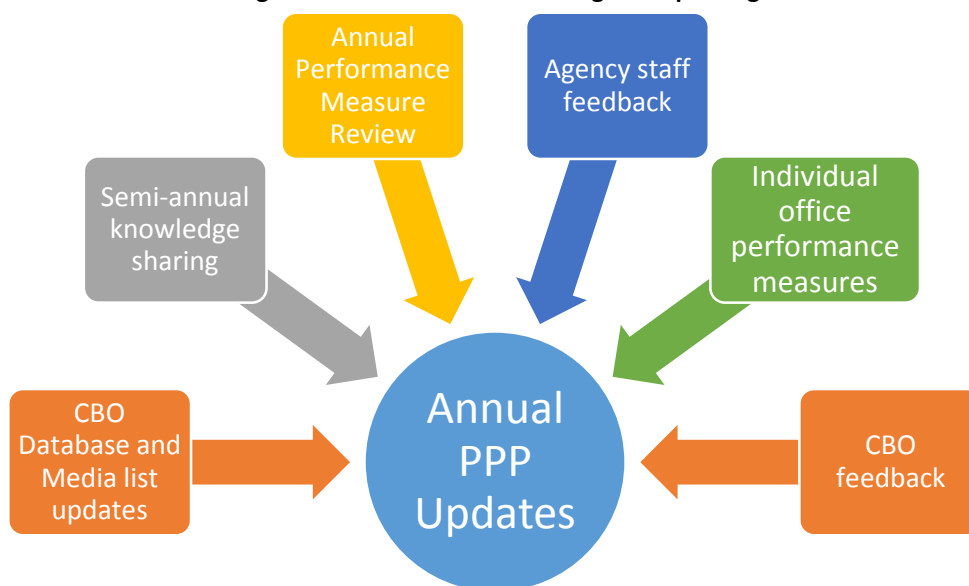 Annual
Performance
Measure
Review
Agency staff
feedback
Semi-annual
knowledge
sharing
Individual
office
performance
measures
CBO
Database and
Media list
updates
Annual
PPP
Updates
CBO
feedback